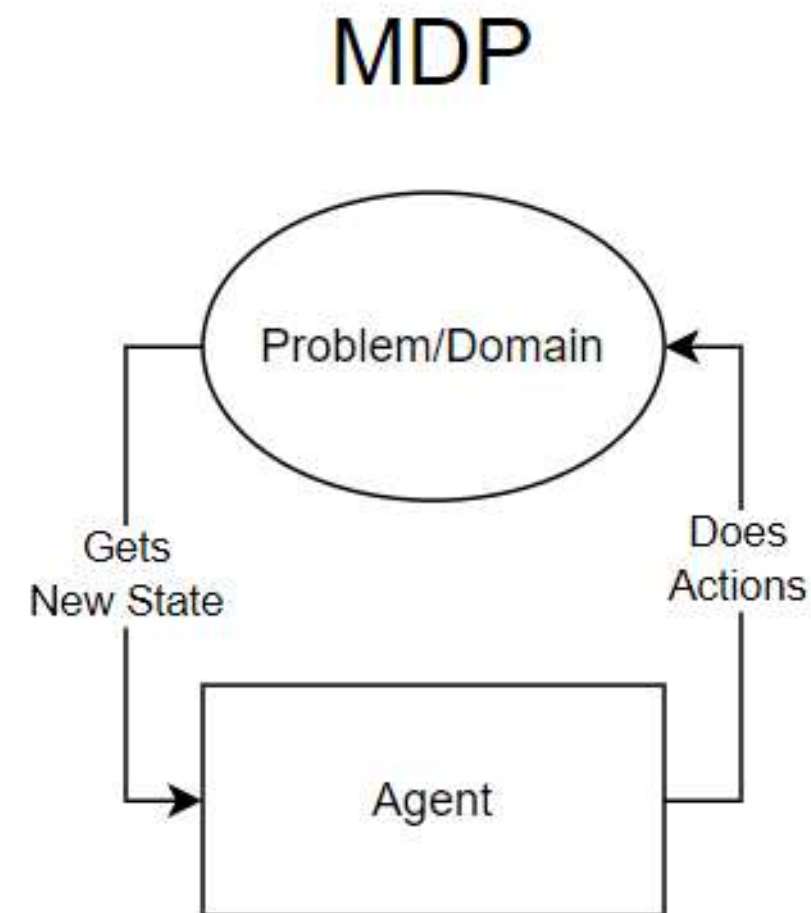 MDP
Problem/Domain
Gets
New State
Does
Actions
Agent